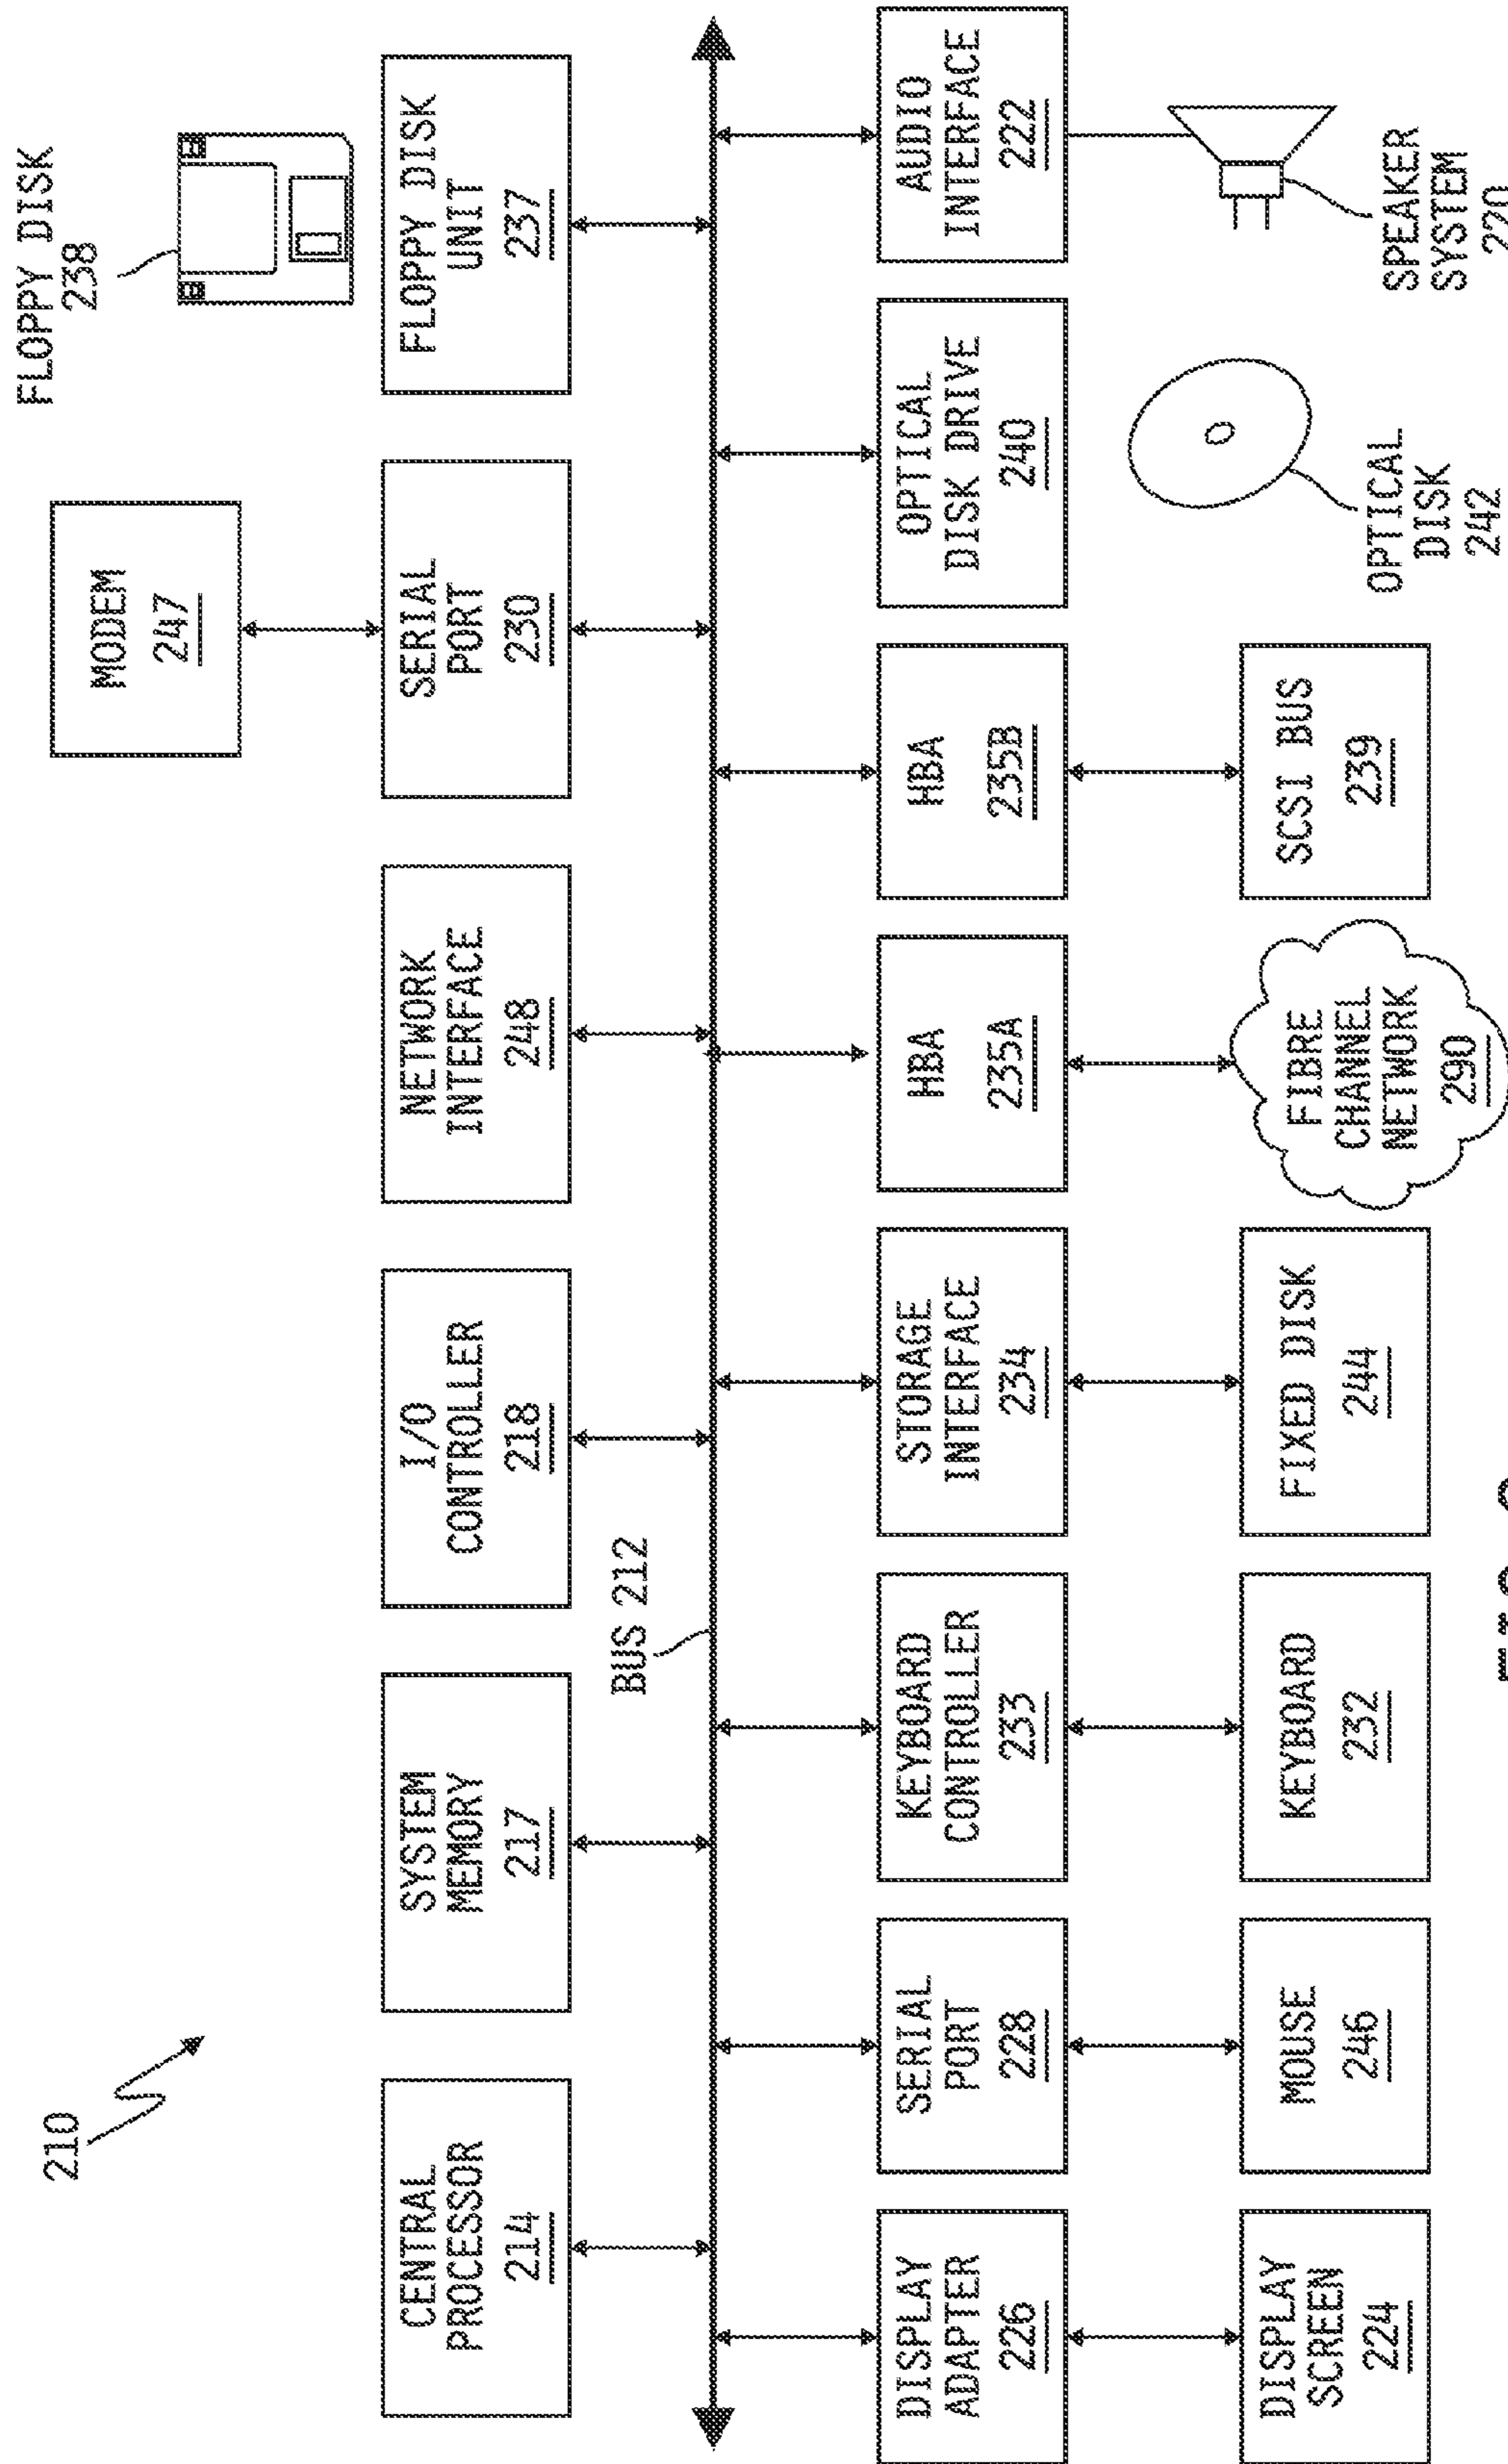 210
FLOPPY DISK
238
MODEM
247
CENTRAL
PROCESSOR
214
SYSTEM
MEMORY
217
I/O
CONTROLLER
218
NETWORK
INTERFACE
248
SERIAL
PORT
230
FLOPPY DISK
UNIT
237
BUS 212
DISPLAY
ADAPTER
226
SERIAL
PORT
228
KEYBOARD
CONTROLLER
233
STORAGE
INTERFACE
234
HBA
235A
HBA
235B
OPTICAL
DISK DRIVE
240
AUDIO
INTERFACE
222
DISPLAY
SCREEN
224
MOUSE
246
KEYBOARD
232
FIXED DISK
244
FIBRE
CHANNEL
NETWORK
290
SCSI BUS
239
OPTICAL
DISK
242
SPEAKER
SYSTEM
220